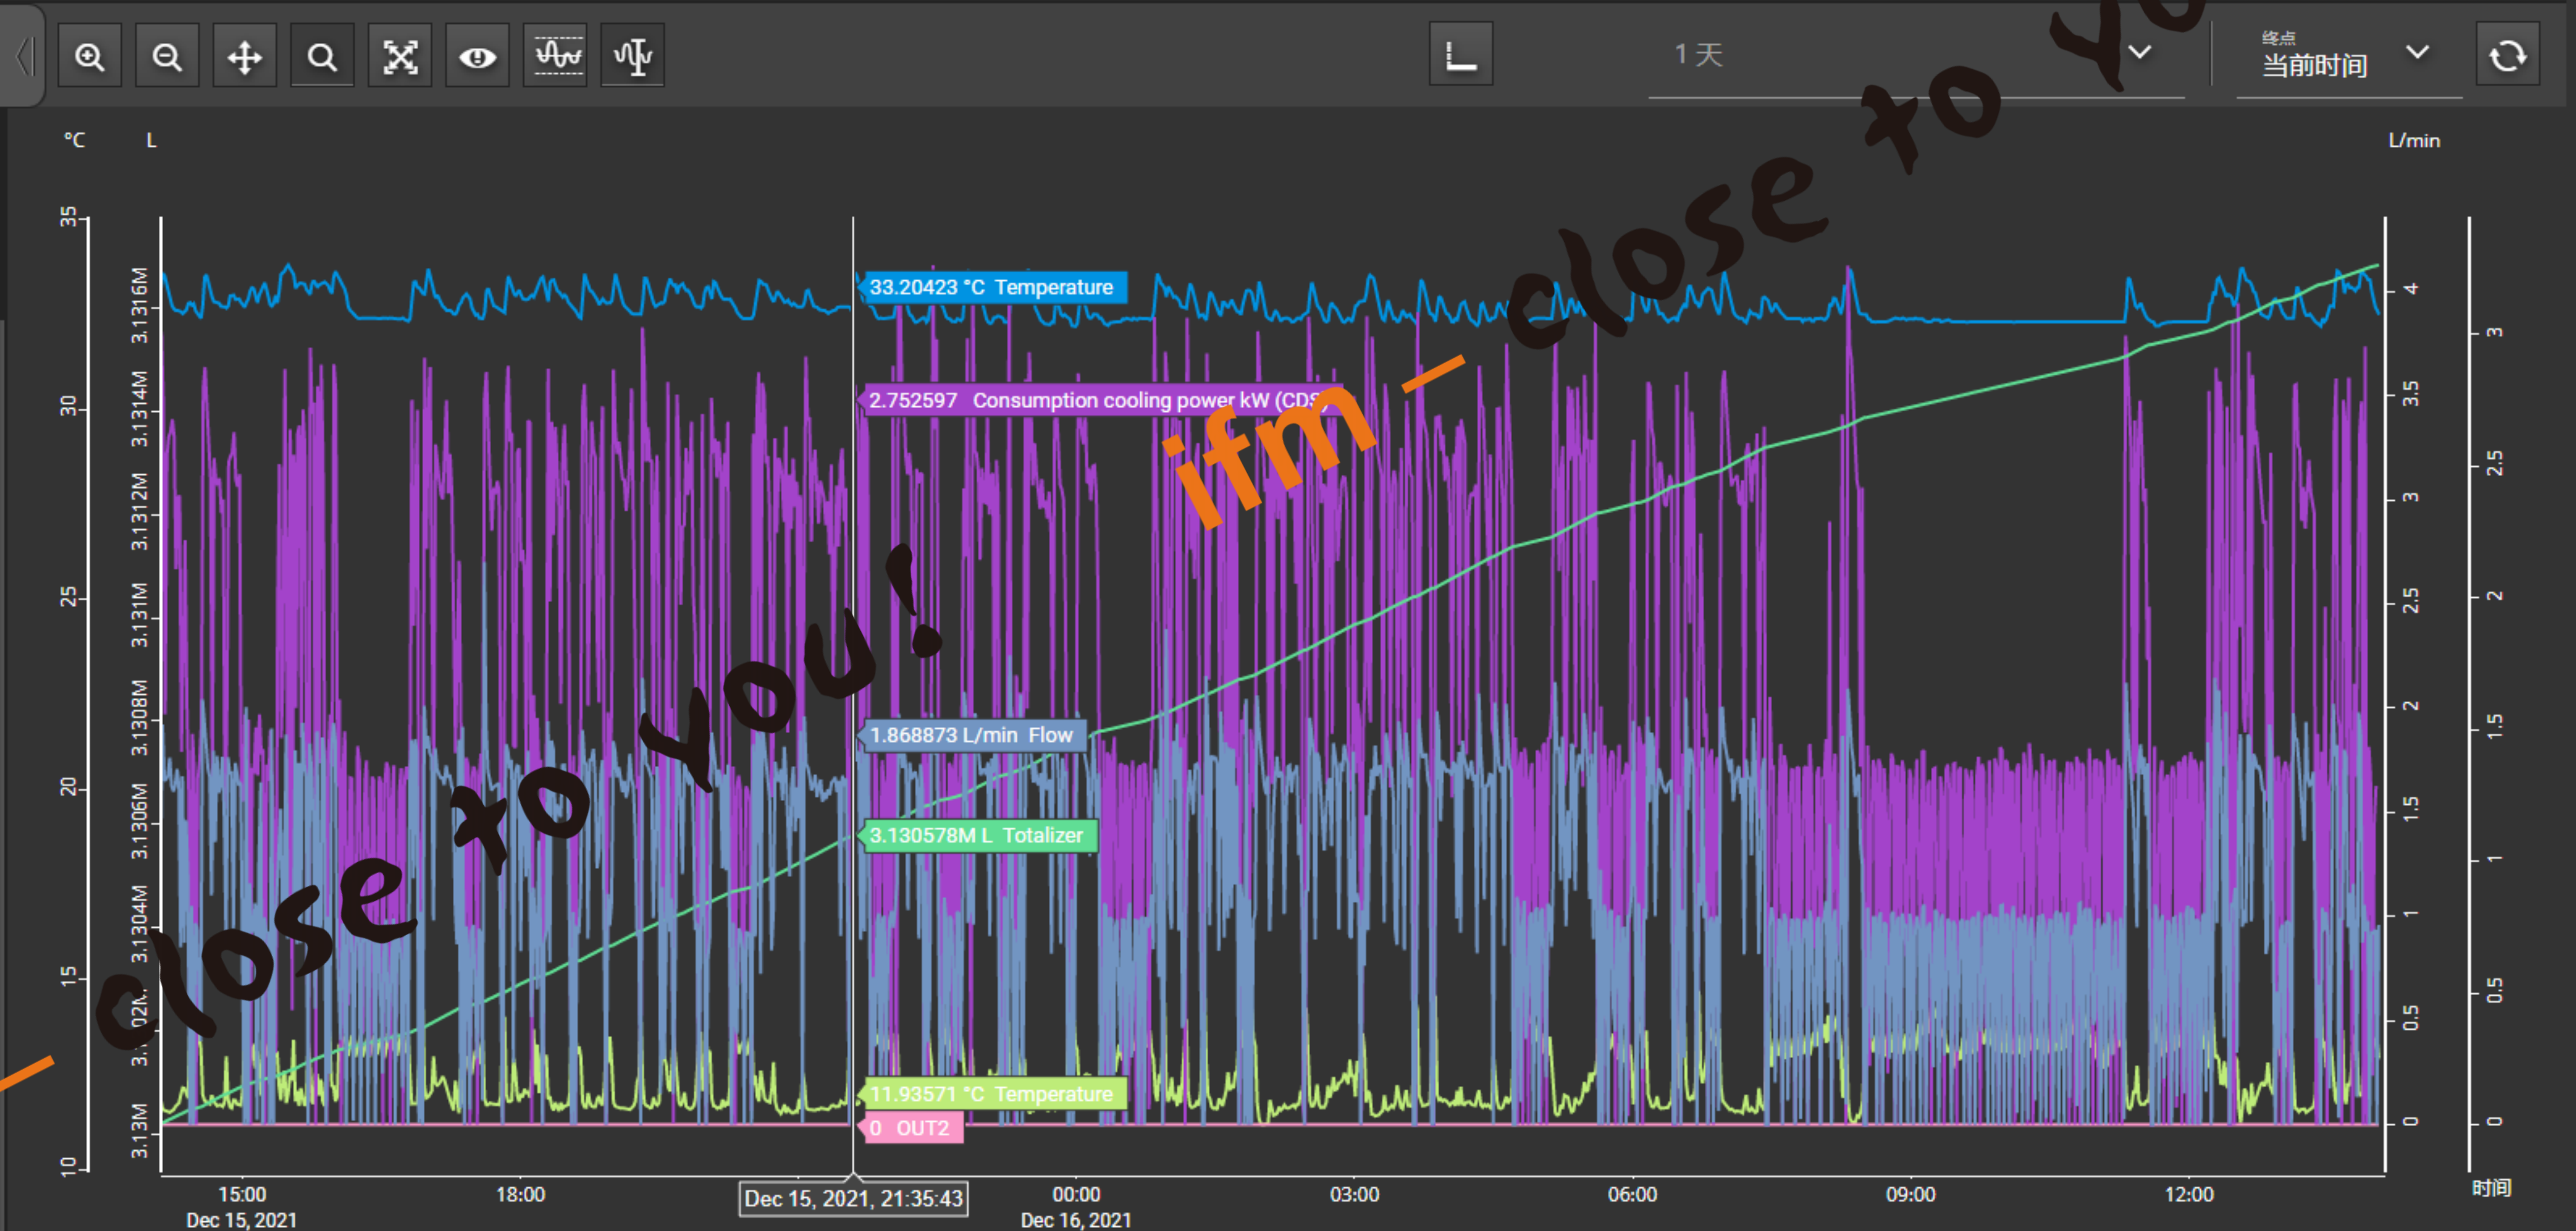 1 天
终点
当前时间
°C
L
L/min
35
30
25
20
15
10
3.1316M
3.1314M
3.1312M
3.131M
3.1308M
3.1306M
3.1304M
3.13M
4
3.5
3
2.5
2
1.5
1
0.5
0
3
2.5
2
1.5
1
0.5
0
33.20423 °C Temperature
2.752597 Consumption cooling power kW (CDS)
1.868873 L/min Flow
3.130578M L Totalizer
11.93571 °C Temperature
0 OUT2
ifm – close to yo
– close to you!
15:00
18:00
Dec 15, 2021, 21:35:43
00:00
03:00
06:00
09:00
12:00
时间
Dec 15, 2021
Dec 16, 2021